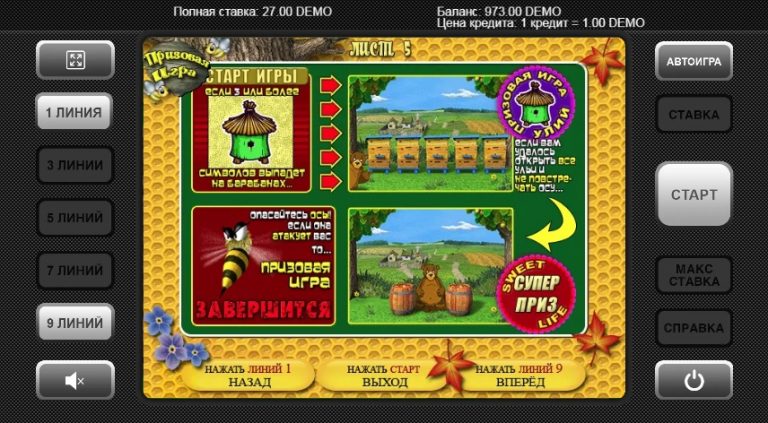 Полная ставка: 27.00 DEMO
Баланс: 973.00 DEMO
Цена кредита: 1 кредит = 1.00 DEMO
ЛИСТ 5
Призовая
Игра
СТАРТ ИГРЫ
если 3 или более
символов выпадет
на барабанах...
ПРИЗОВАЯ ИГРА
УЛИИ
если вам
удалось
открыть все
ульи и
не повстре-
чать осу...
опасайтесь осы!
если она
атакует вас
то...
ПРИЗОВАЯ
ИГРА
ЗАВЕРШИТСЯ
SWEET
СУПЕР
ПРИЗ
LIFE
1 ЛИНИЯ
3 ЛИНИИ
5 ЛИНИЙ
7 ЛИНИЙ
9 ЛИНИЙ
АВТОИГРА
СТАВКА
СТАРТ
МАКС
СТАВКА
СПРАВКА
НАЖАТЬ ЛИНИЙ 1
НАЗАД
НАЖАТЬ СТАРТ
ВЫХОД
НАЖАТЬ ЛИНИЙ 9
ВПЕРЁД